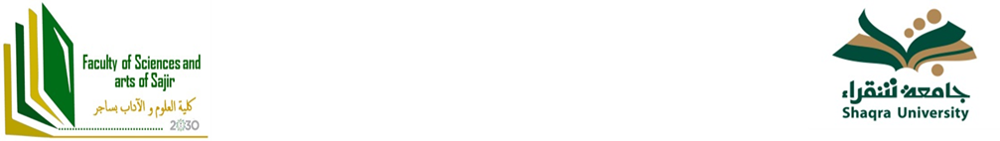 Faculty of Sciences and
arts of Sajir
كلية العلوم و الآداب بساجر
2030
جامعة شقراء
Shaqra University